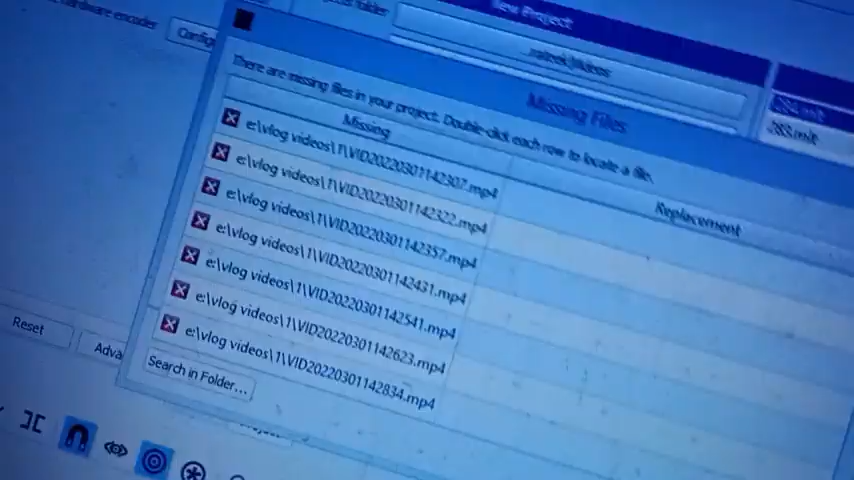 hardware encoder
New Project
Folder
Missing Files
There are missing files in your project. Double-click each row to locate a file.
Missing
Replacement
e:\vlog videos\1\VID20220301142307.mp4
e:\vlog videos\1\VID20220301142322.mp4
e:\vlog videos\1\VID20220301142357.mp4
e:\vlog videos\1\VID20220301142431.mp4
e:\vlog videos\1\VID20220301142541.mp4
e:\vlog videos\1\VID20220301142623.mp4
e:\vlog videos\1\VID20220301142834.mp4
Search in Folder...
Reset
Adva